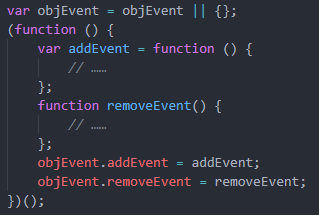 var objEvent = objEvent || {};
(function () {
    var addEvent = function () {
        // ……
    };
    function removeEvent() {
        // ……
    };
    objEvent.addEvent = addEvent;
    objEvent.removeEvent = removeEvent;
})();